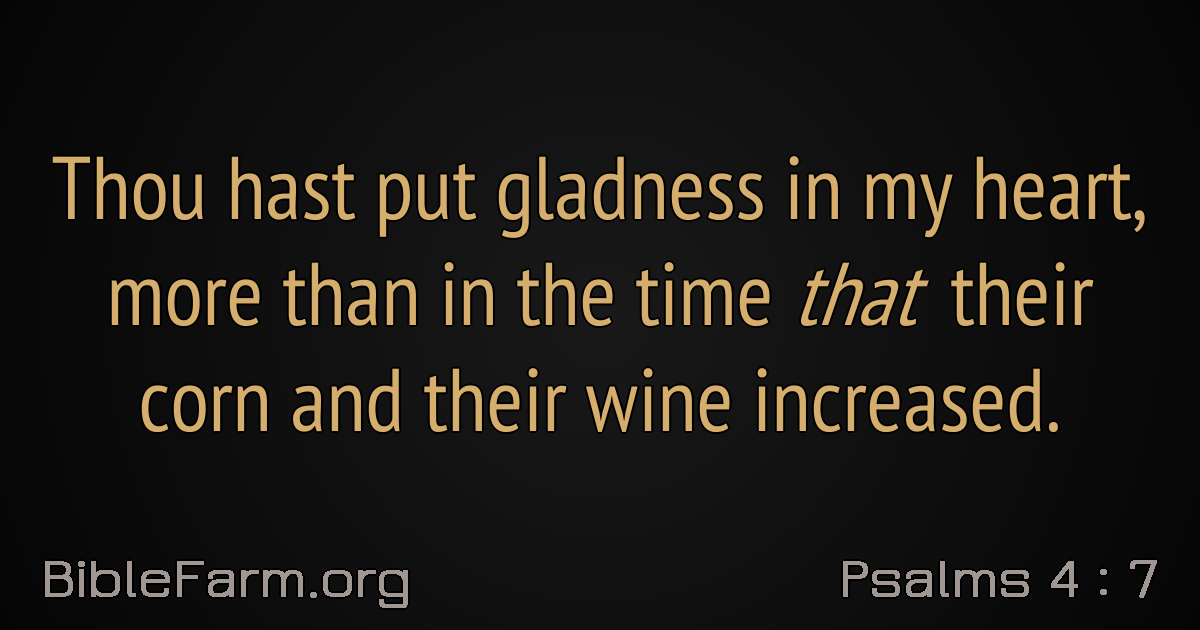 Thou hast put gladness in my heart,
more than in the time that their
corn and their wine increased.
BibleFarm.org
Psalms 4 : 7